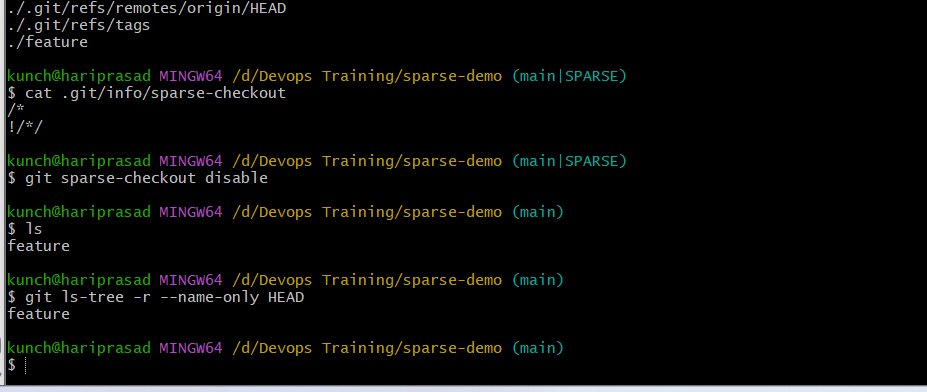 ./.git/refs/remotes/origin/HEAD
./.git/refs/tags
./feature
kunch@hariprasad MINGW64 /d/Devops Training/sparse-demo (main|SPARSE)
$ cat .git/info/sparse-checkout
/*
!/*/
kunch@hariprasad MINGW64 /d/Devops Training/sparse-demo (main|SPARSE)
$ git sparse-checkout disable
kunch@hariprasad MINGW64 /d/Devops Training/sparse-demo (main)
$ ls
feature
kunch@hariprasad MINGW64 /d/Devops Training/sparse-demo (main)
$ git ls-tree -r --name-only HEAD
feature
kunch@hariprasad MINGW64 /d/Devops Training/sparse-demo (main)
$